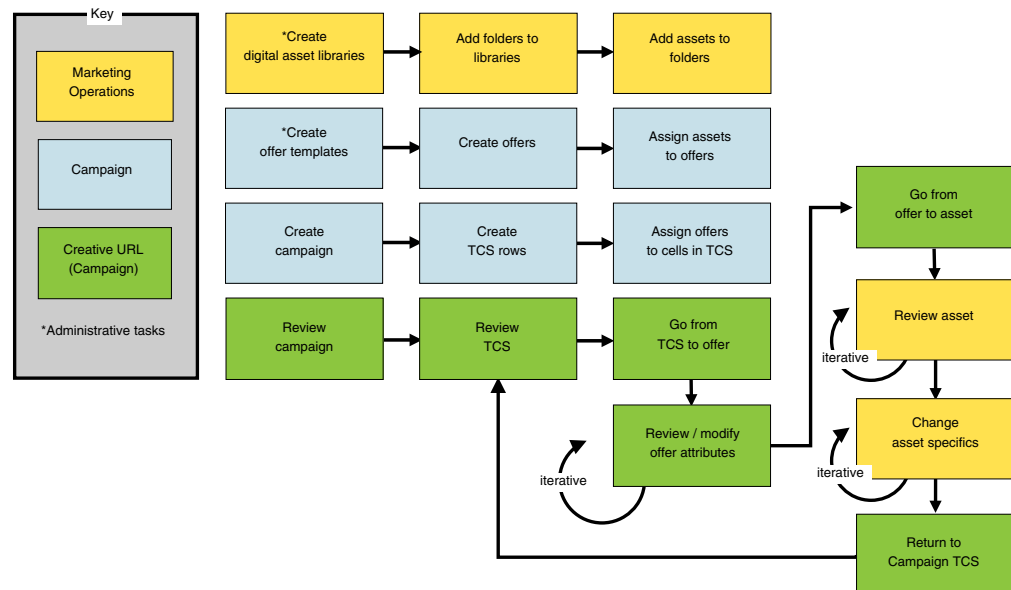 Key
Marketing
Operations
Campaign
Creative URL
(Campaign)
*Administrative tasks
*Create
digital asset libraries
Add folders to
libraries
Add assets to
folders
*Create
offer templates
Create offers
Assign assets
to offers
Create
campaign
Create
TCS rows
Assign offers
to cells in TCS
Review
campaign
Review
TCS
Go from
TCS to offer
Review / modify
offer attributes
iterative
Go from
offer to asset
Review asset
iterative
Change
asset specifics
iterative
Return to
Campaign TCS